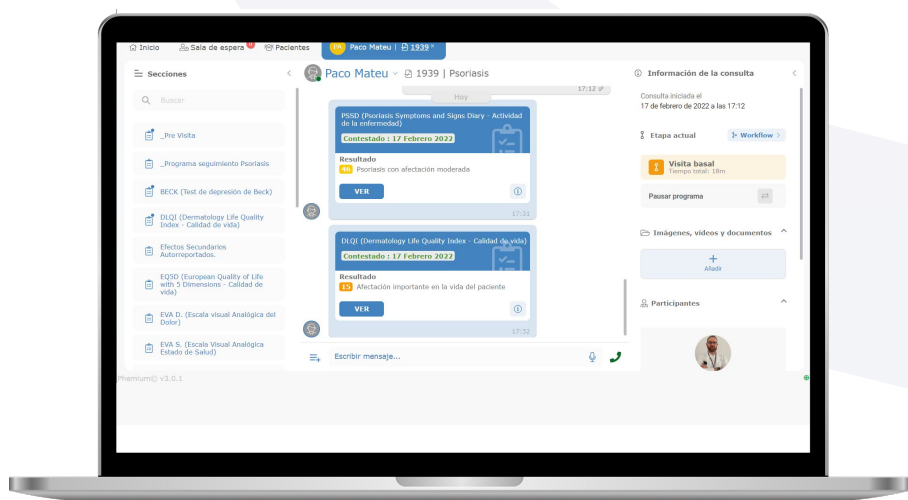 Inicio
Sala de espera
Pacientes
PA Paco Mateu | 1939 ×
Secciones
Buscar
_Pre Visita
_Programa seguimiento Psoriasis
BECK (Test de depresión de Beck)
DLQI (Dermatology Life Quality
Index - Calidad de vida)
Efectos Secundarios
Autorreportados.
EQ5D (European Quality of Life
with 5 Dimensions - Calidad de
vida)
EVA D. (Escala visual Analógica del
Dolor)
EVA S. (Escala Visual Analógica
Estado de Salud)
Phemium© v3.0.1
Paco Mateu
1939 | Psoriasis
17:12
Hoy
PSSD (Psoriasis Symptoms and Signs Diary - Actividad
de la enfermedad)
Contestado : 17 Febrero 2022
Resultado
46 Psoriasis con afectación moderada
VER
17:31
DLQI (Dermatology Life Quality Index - Calidad de vida)
Contestado : 17 Febrero 2022
Resultado
15 Afectación importante en la vida del paciente
VER
17:32
Escribir mensaje...
Información de la consulta
Consulta iniciada el
17 de febrero de 2022 a las 17:12
Etapa actual
Workflow >
Visita basal
Tiempo total: 18m
Pausar programa
Imágenes, vídeos y documentos
+
Añadir
Participantes